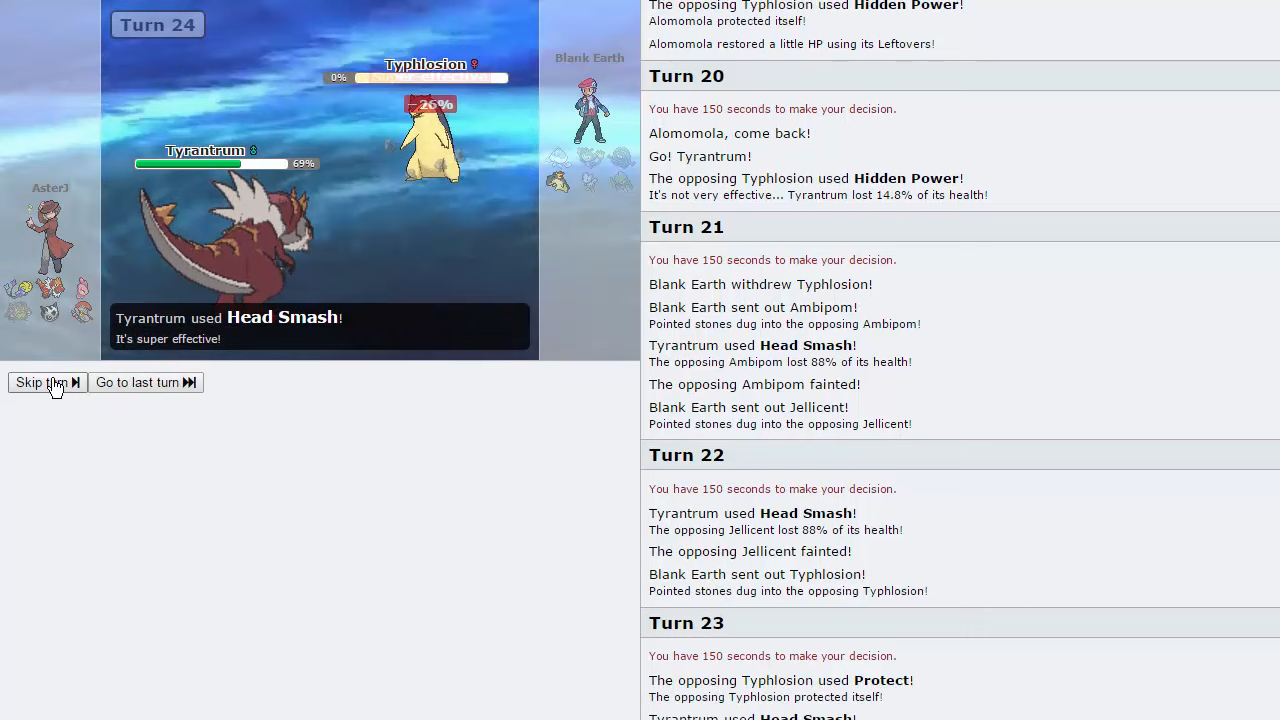 Turn 24
Typhlosion ♀
0%
Super-effective
−26%
Tyrantrum ♂
69%
AsterJ
Blank Earth
Tyrantrum used Head Smash!
It's super effective!
Skip turn
Go to last turn
The opposing Typhlosion used Hidden Power!
Alomomola protected itself!
Alomomola restored a little HP using its Leftovers!
Turn 20
You have 150 seconds to make your decision.
Alomomola, come back!
Go! Tyrantrum!
The opposing Typhlosion used Hidden Power!
It's not very effective... Tyrantrum lost 14.8% of its health!
Turn 21
You have 150 seconds to make your decision.
Blank Earth withdrew Typhlosion!
Blank Earth sent out Ambipom!
Pointed stones dug into the opposing Ambipom!
Tyrantrum used Head Smash!
The opposing Ambipom lost 88% of its health!
The opposing Ambipom fainted!
Blank Earth sent out Jellicent!
Pointed stones dug into the opposing Jellicent!
Turn 22
You have 150 seconds to make your decision.
Tyrantrum used Head Smash!
The opposing Jellicent lost 88% of its health!
The opposing Jellicent fainted!
Blank Earth sent out Typhlosion!
Pointed stones dug into the opposing Typhlosion!
Turn 23
You have 150 seconds to make your decision.
The opposing Typhlosion used Protect!
The opposing Typhlosion protected itself!
Tyrantrum used Head Smash!